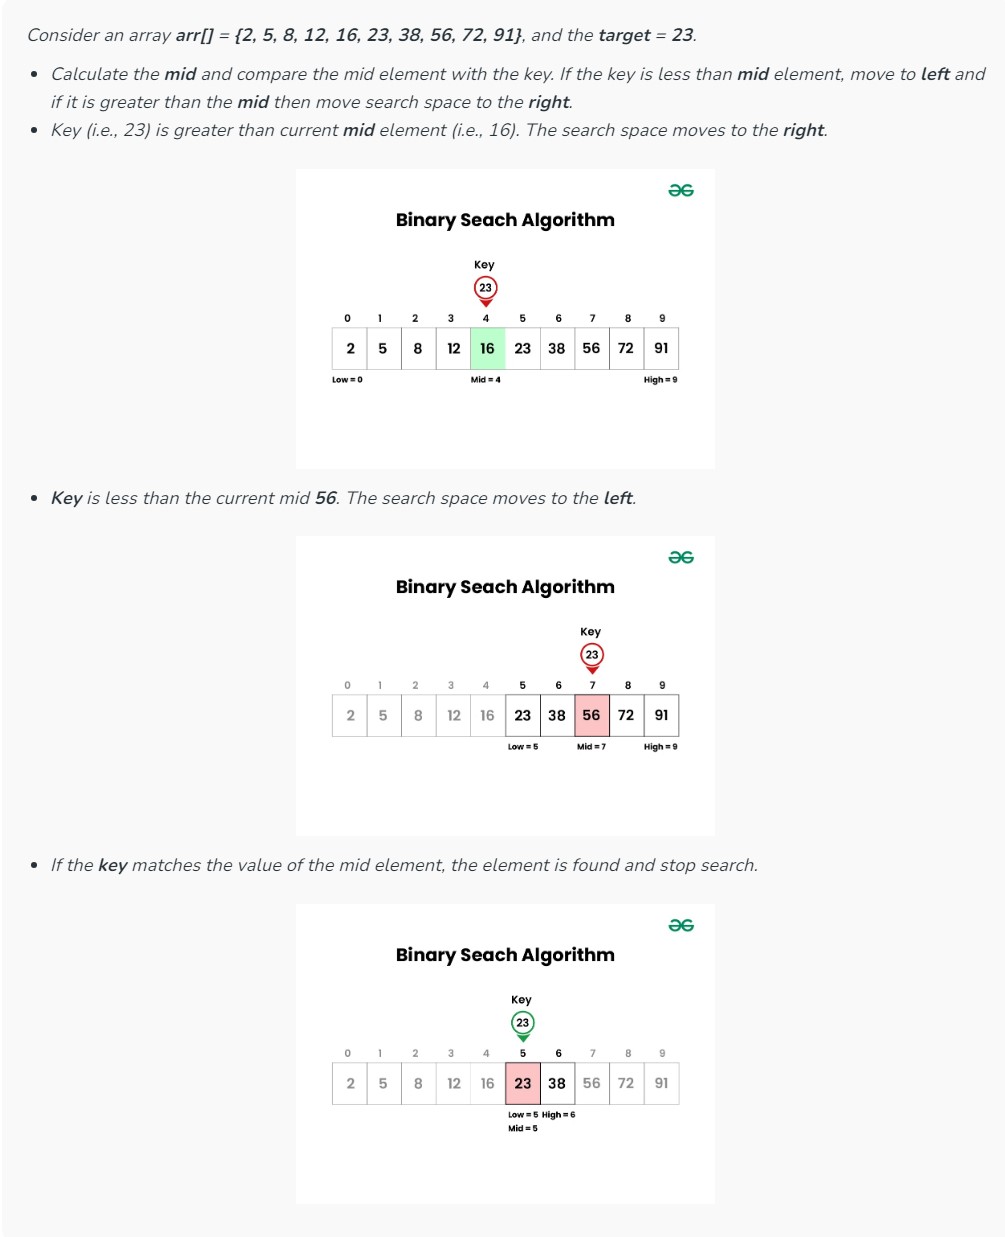 Consider an array arr[] = {2, 5, 8, 12, 16, 23, 38, 56, 72, 91}, and the target = 23.
• Calculate the mid and compare the mid element with the key. If the key is less than mid element, move to left and
if it is greater than the mid then move search space to the right.
• Key (i.e., 23) is greater than current mid element (i.e., 16). The search space moves to the right.
Binary Seach Algorithm
Key
23
0 1 2 3 4 5 6 7 8 9
2 5 8 12 16 23 38 56 72 91
Low = 0 Mid = 4 High = 9
• Key is less than the current mid 56. The search space moves to the left.
Binary Seach Algorithm
Key
23
0 1 2 3 4 5 6 7 8 9
2 5 8 12 16 23 38 56 72 91
Low = 5 Mid = 7 High = 9
• If the key matches the value of the mid element, the element is found and stop search.
Binary Seach Algorithm
Key
23
0 1 2 3 4 5 6 7 8 9
2 5 8 12 16 23 38 56 72 91
Low = 5 High = 6
Mid = 5